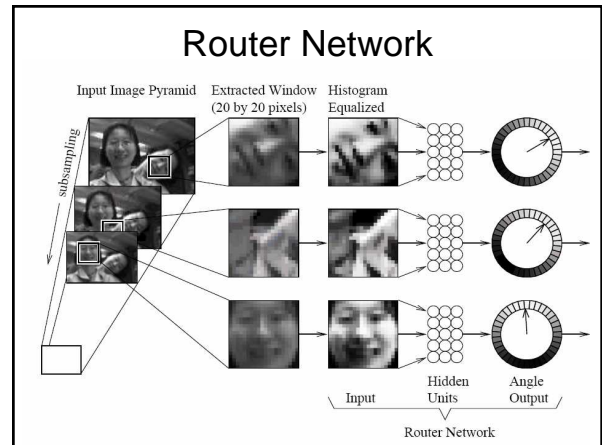 Router Network
Input Image Pyramid
Extracted Window
(20 by 20 pixels)
Histogram
Equalized
subsampling
Input
Hidden
Units
Angle
Output
Router Network